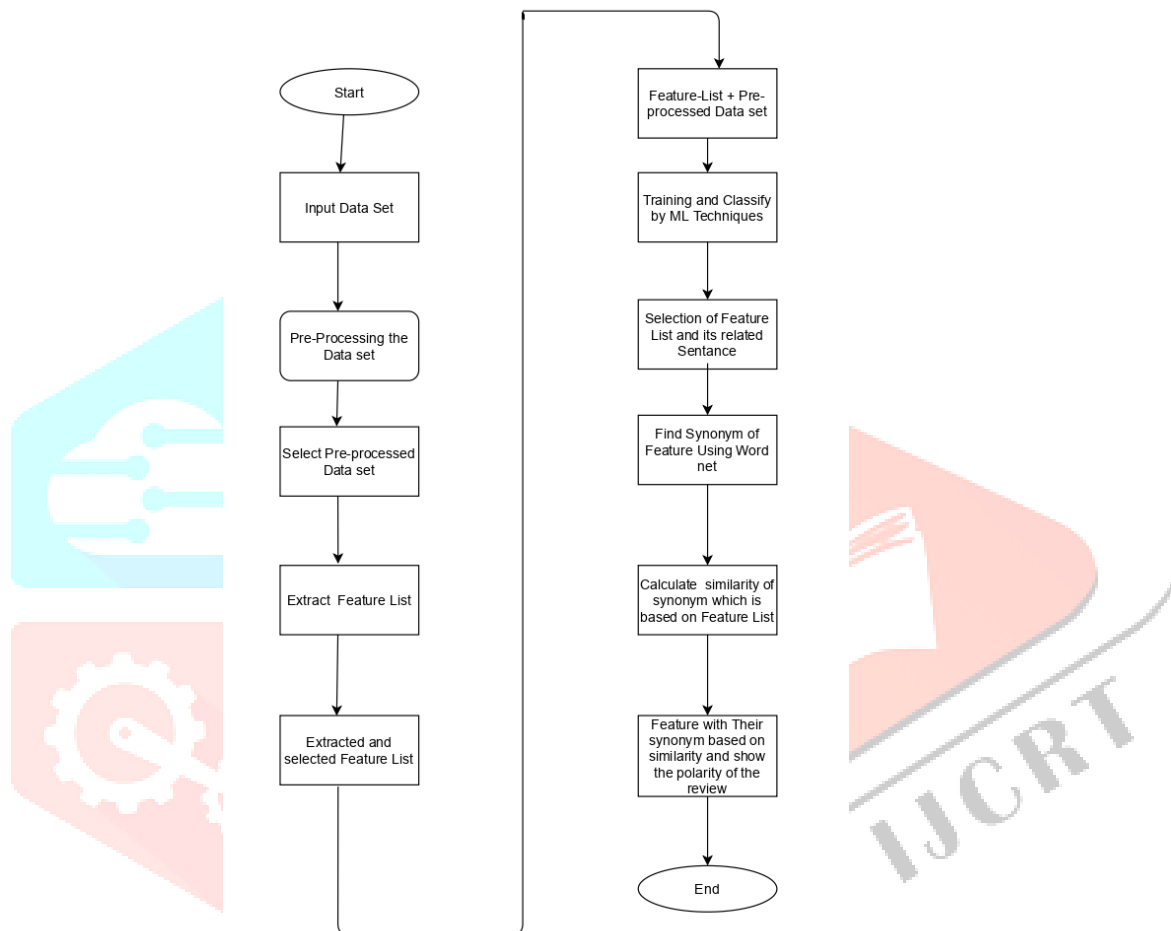 Start
Input Data Set
Pre-Processing the
Data set
Select Pre-processed
Data set
Extract Feature List
Extracted and
selected Feature List
Feature-List + Pre-
processed Data set
Training and Classify
by ML Techniques
Selection of Feature
List and its related
Sentance
Find Synonym of
Feature Using Word
net
Calculate similarity of
synonym which is
based on Feature List
Feature with Their
synonym based on
similarity and show
the polarity of the
review
End
IJCRT